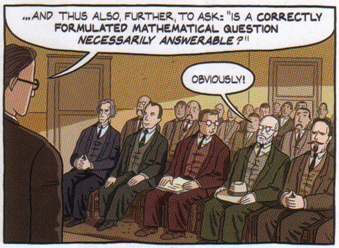 ...AND THUS ALSO, FURTHER, TO ASK: "IS A CORRECTLY
FORMULATED MATHEMATICAL QUESTION
NECESSARILY ANSWERABLE?"
OBVIOUSLY!